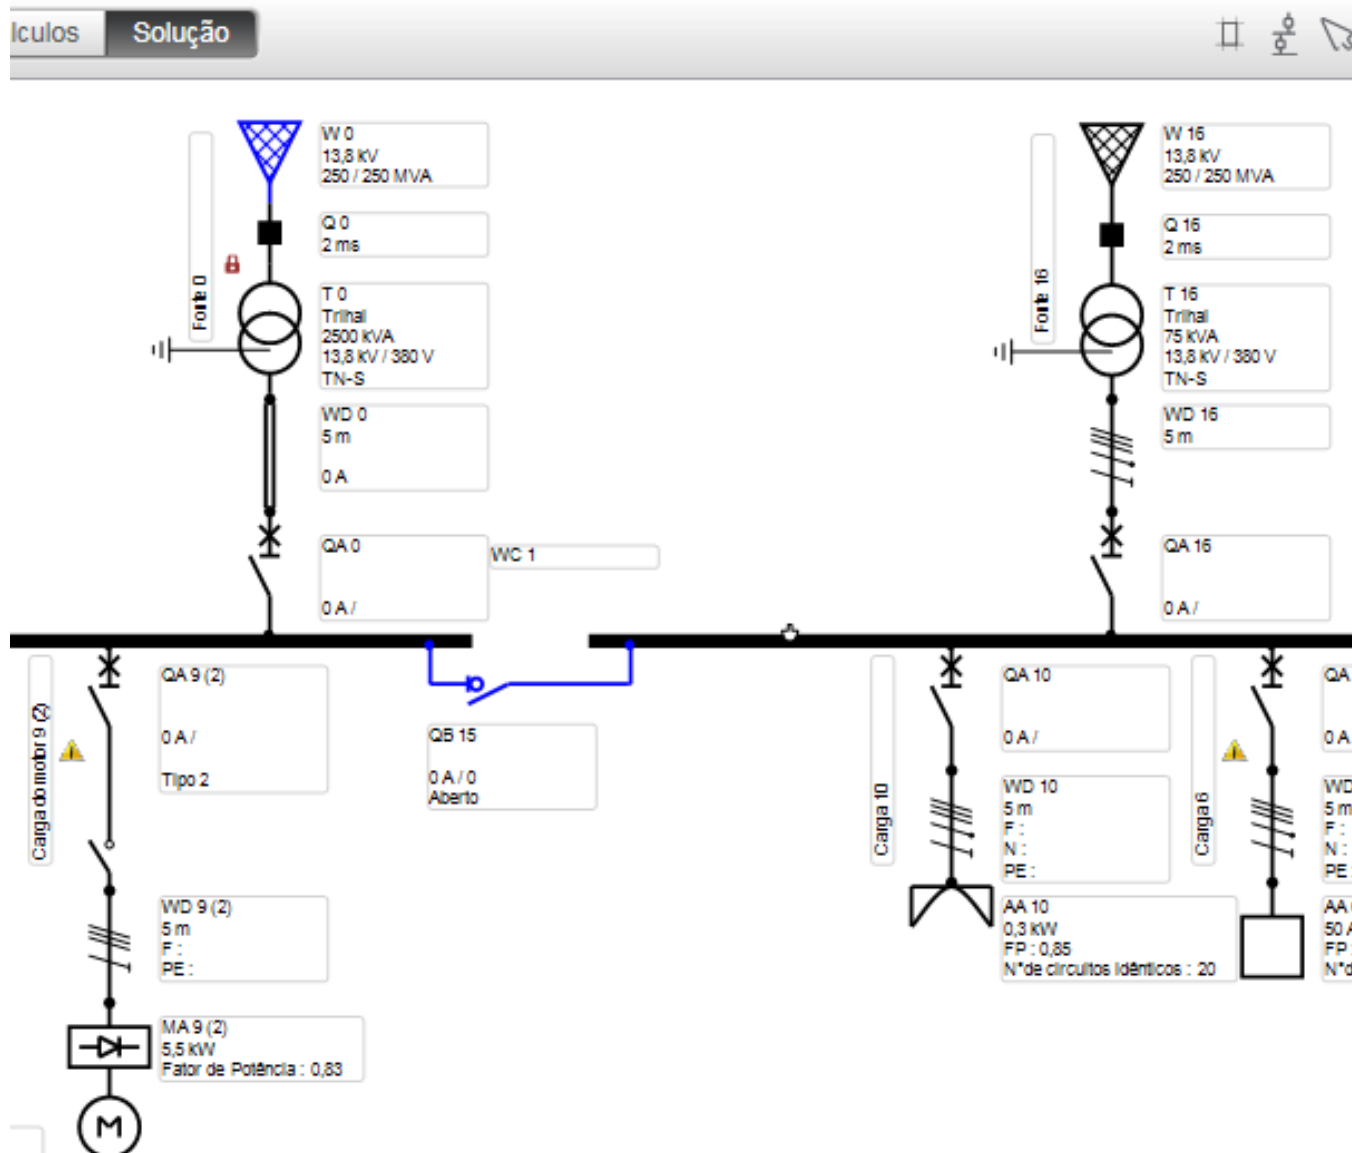 lculos
Solução
Fonte 0
W 0
13,8 kV
250 / 250 MVA
Q 0
2 ms
T 0
Trihal
2500 kVA
13,8 kV / 380 V
TN-S
WD 0
5 m
0 A
QA 0
0 A /
WC 1
Fonte 16
W 16
13,8 kV
250 / 250 MVA
Q 16
2 ms
T 16
Trihal
75 kVA
13,8 kV / 380 V
TN-S
WD 16
5 m
QA 16
0 A /
Carga do motor 9 (2)
QA 9 (2)
0 A /
Tipo 2
WD 9 (2)
5 m
F :
PE :
MA 9 (2)
5,5 kW
Fator de Potência : 0,83
M
QB 15
0 A / 0
Aberto
Carga 10
QA 10
0 A /
WD 10
5 m
F :
N :
PE :
AA 10
0,3 kW
FP : 0,85
N°de circuitos Idênticos : 20
Carga 6
QA
0 A
WD
5 m
F :
N :
PE
AA
50 A
FP
N°d